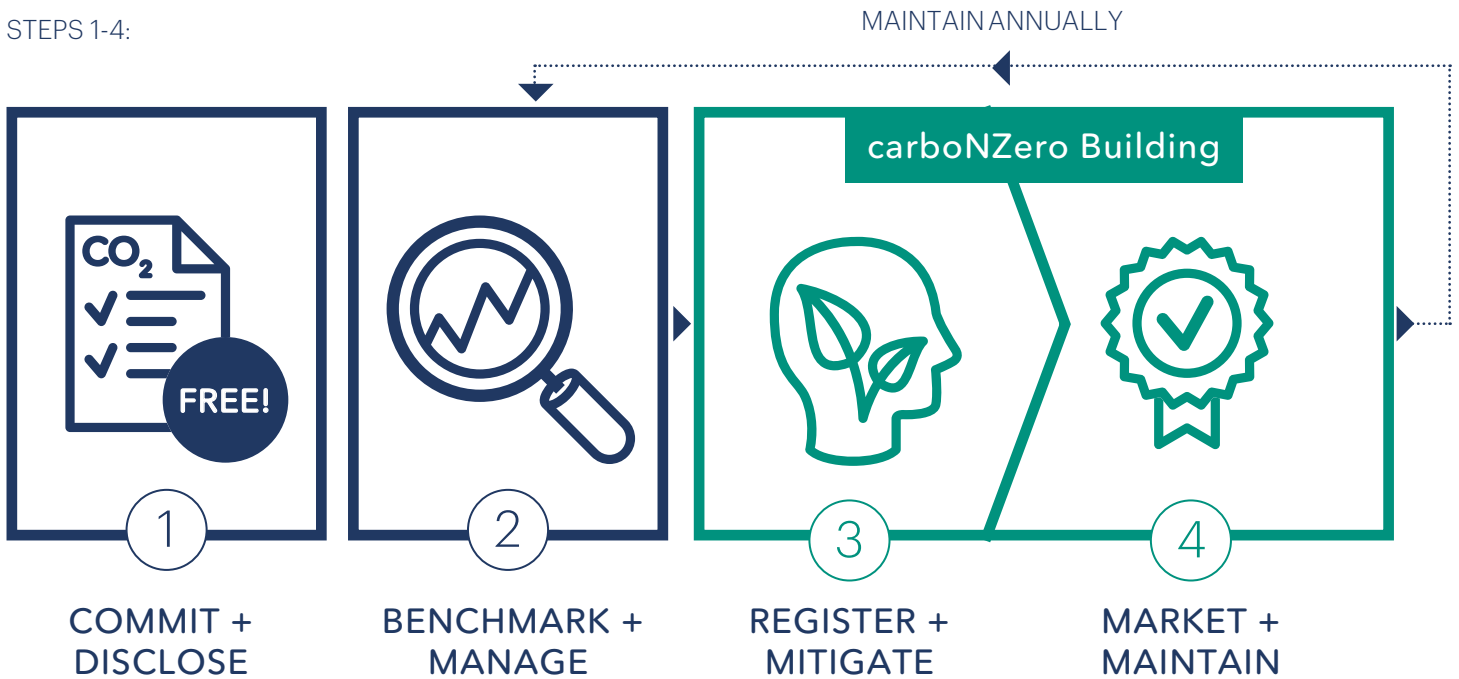 STEPS 1-4:
MAINTAIN ANNUALLY
carboNZero Building
CO2
FREE!
1
2
3
4
COMMIT +
DISCLOSE
BENCHMARK +
MANAGE
REGISTER +
MITIGATE
MARKET +
MAINTAIN